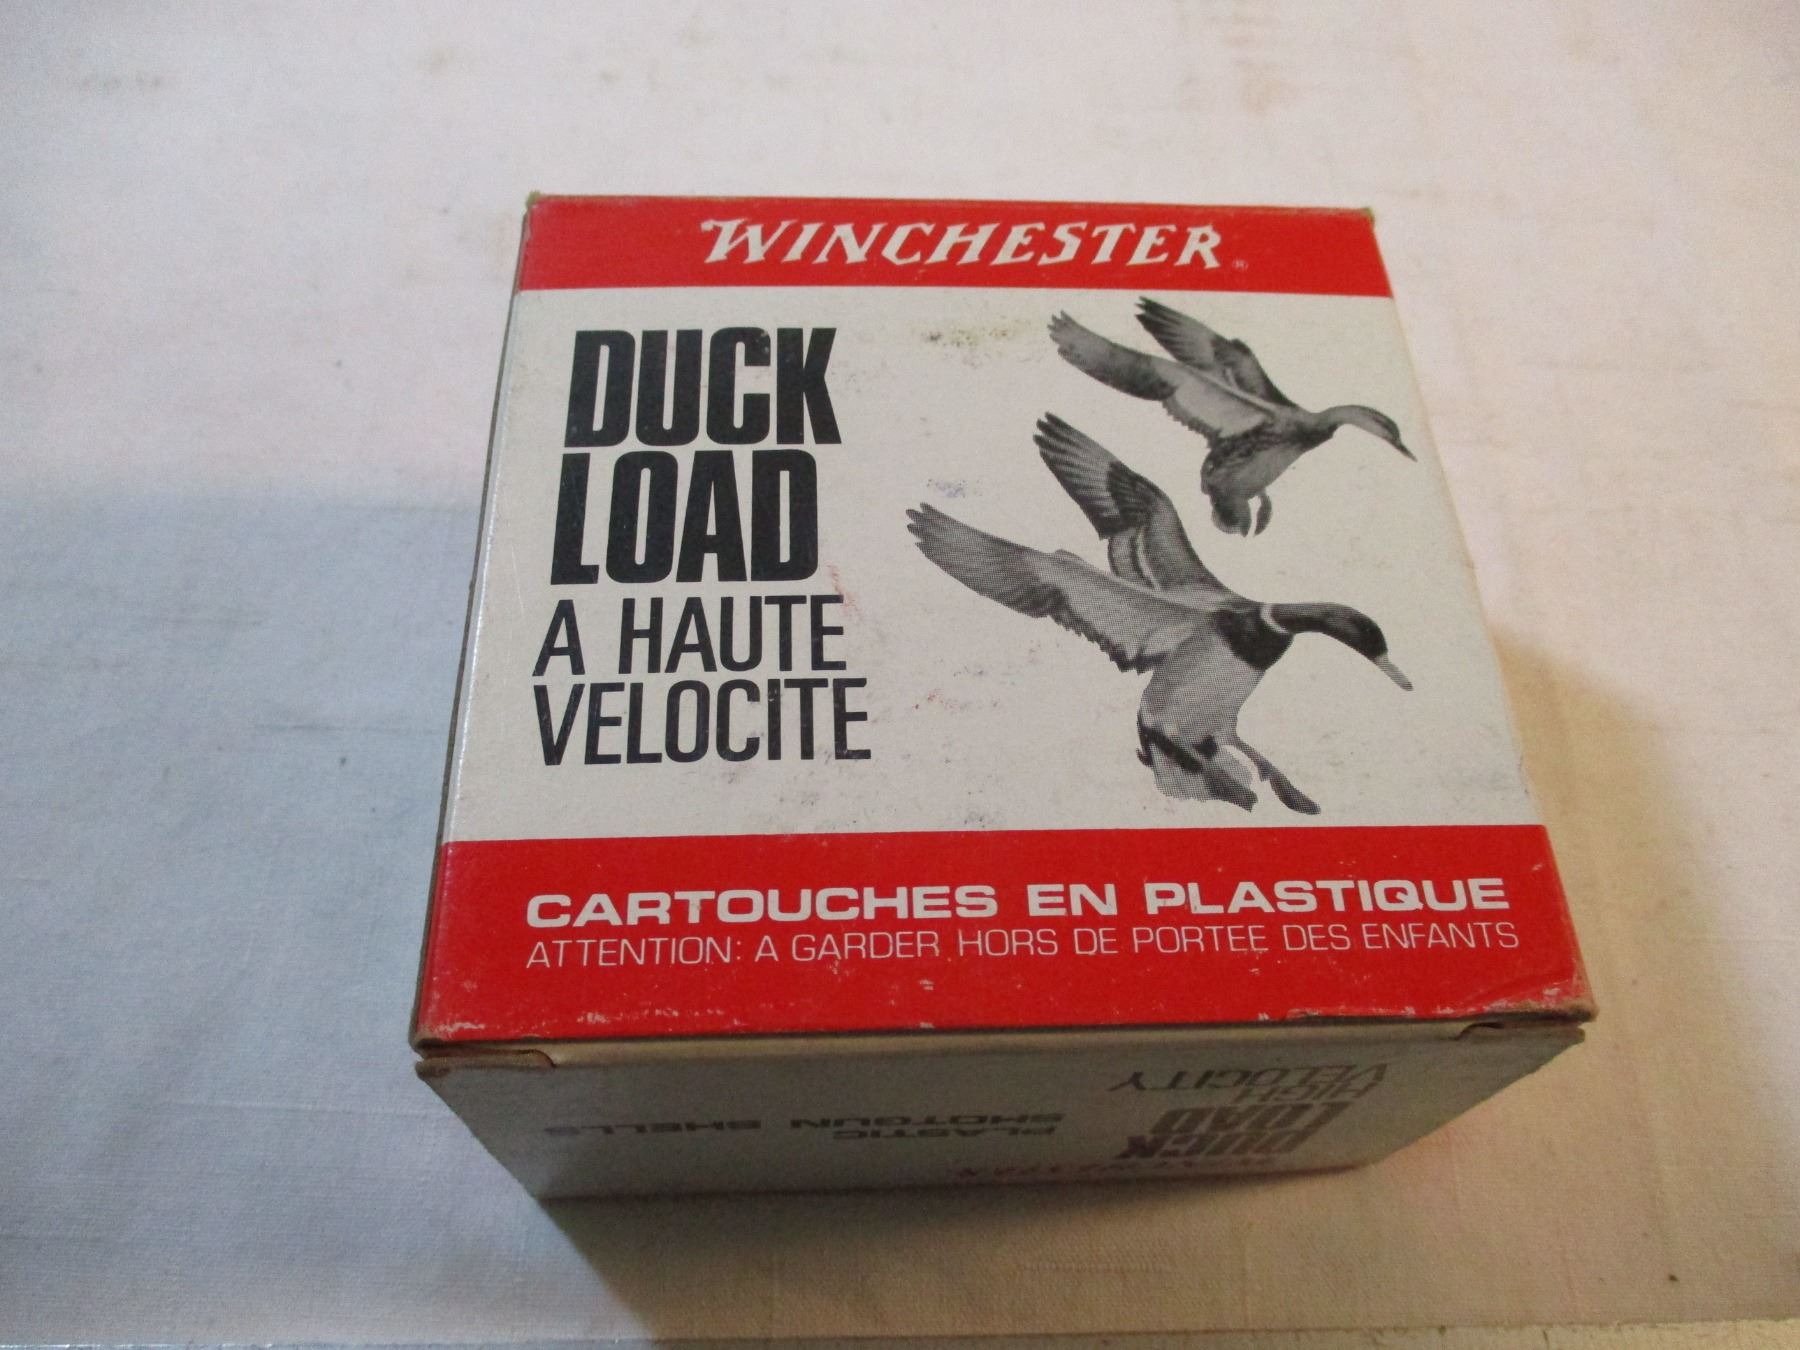 WINCHESTER®
DUCK
LOAD
A HAUTE
VELOCITE
CARTOUCHES EN PLASTIQUE
ATTENTION: A GARDER HORS DE PORTEE DES ENFANTS
DUCK
LOAD
HIGH
VELOCITY
PLASTIC
SHOTGUN SHELLS